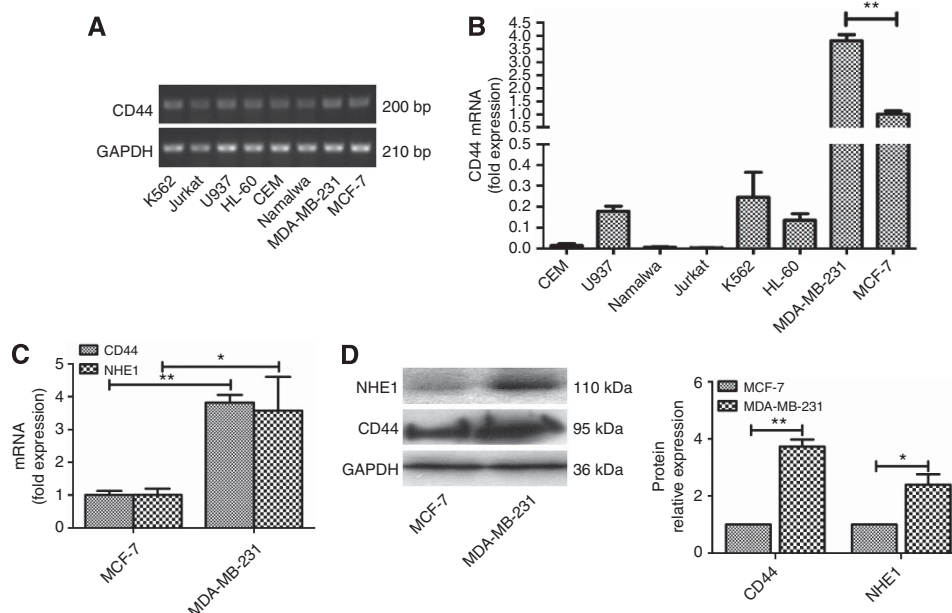 A
CD44
200 bp
GAPDH
210 bp
K562
Jurkat
U937
HL-60
CEM
Namalwa
MDA-MB-231
MCF-7
B
**
CD44 mRNA
(fold expression)
4.5
4.0
3.5
3.0
2.5
2.0
1.5
1.0
0.5
0.5
0.4
0.3
0.2
0.1
0.0
CEM
U937
Namalwa
Jurkat
K562
HL-60
MDA-MB-231
MCF-7
C
CD44
NHE1
*
**
mRNA
(fold expression)
5
4
3
2
1
0
MCF-7
MDA-MB-231
D
NHE1
110 kDa
CD44
95 kDa
GAPDH
36 kDa
MCF-7
MDA-MB-231
MCF-7
MDA-MB-231
**
*
Protein
relative expression
6
4
2
0
CD44
NHE1